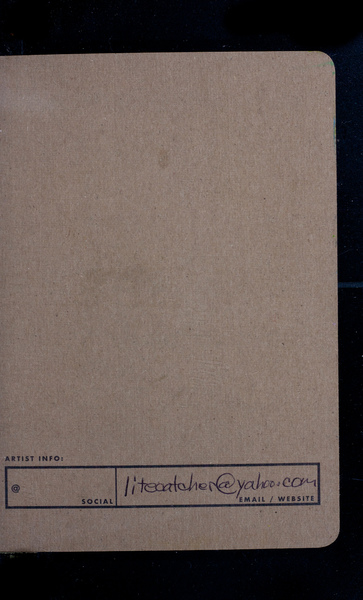 ARTIST INFO:
@
SOCIAL
litecatcher@yahoo.com
EMAIL / WEBSITE